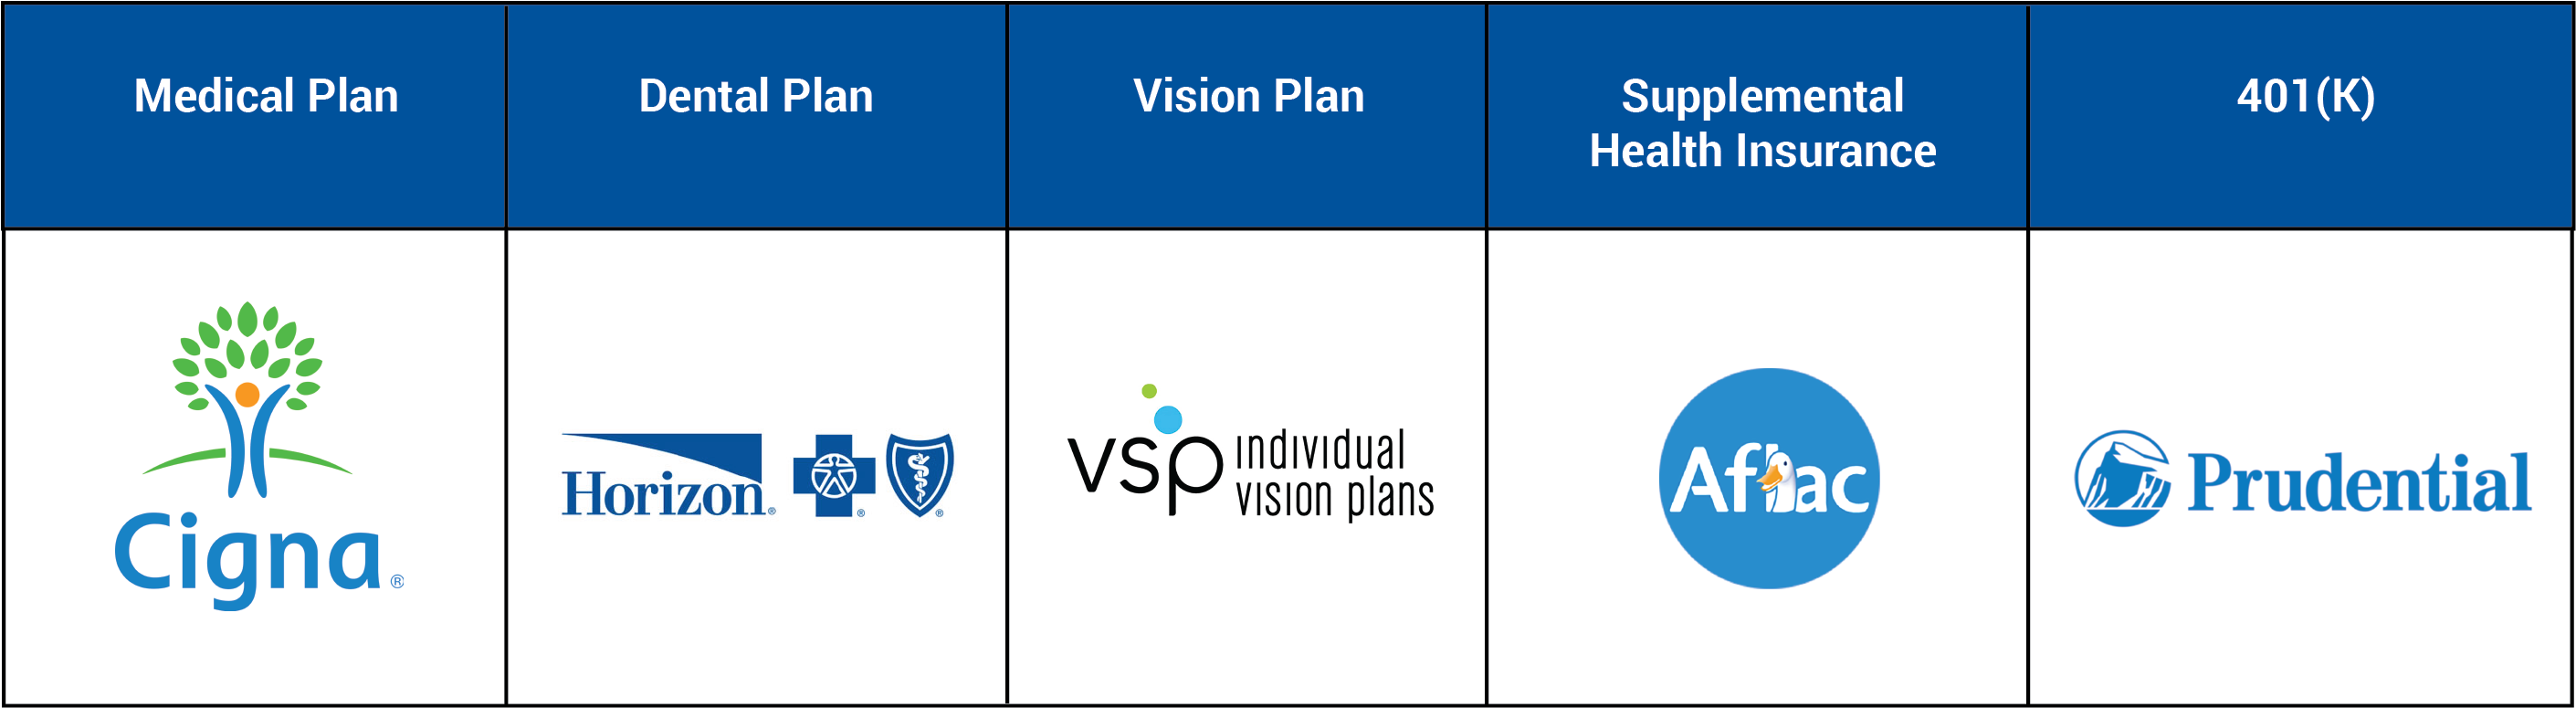 Medical Plan
Dental Plan
Vision Plan
Supplemental
Health Insurance
401(K)
Cigna®
Horizon® ® ®
vsp individual
vision plans
Aflac
Prudential